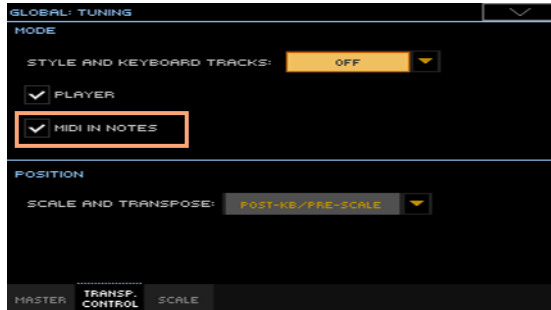 GLOBAL: TUNING
MODE
STYLE AND KEYBOARD TRACKS: OFF
PLAYER
MIDI IN NOTES
POSITION
SCALE AND TRANSPOSE: POST-KB/PRE-SCALE
MASTER TRANSP. CONTROL SCALE